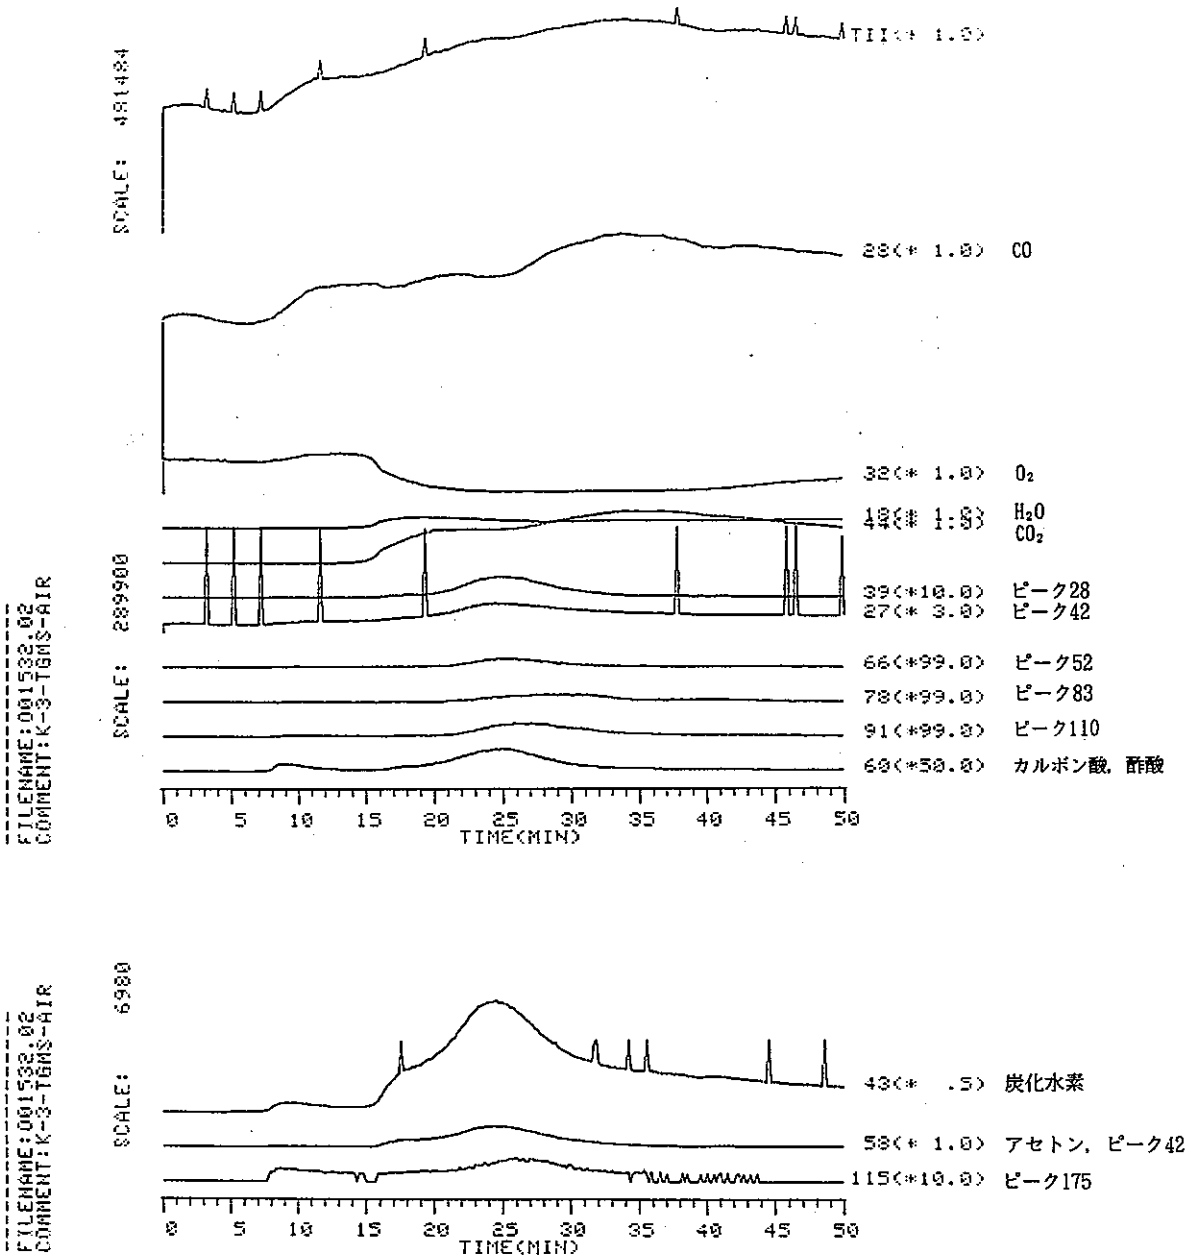 FILENAME:001532.02
COMMENT:K-3-TGMS-AIR
SCALE: 481484
TII(* 1.0)
28(* 1.0) CO
32(* 1.0) O₂
18(* 1.0) H₂O
44(* 1.0) CO₂
SCALE: 289900
39(*10.0) ピーク28
27(* 3.0) ピーク42
66(*99.0) ピーク52
78(*99.0) ピーク83
91(*99.0) ピーク110
60(*50.0) カルボン酸, 酢酸
0 5 10 15 20 25 30 35 40 45 50
TIME(MIN)
FILENAME:001532.02
COMMENT:K-3-TGMS-AIR
SCALE: 6980
43(* .5) 炭化水素
58(* 1.0) アセトン, ピーク42
115(*10.0) ピーク175
0 5 10 15 20 25 30 35 40 45 50
TIME(MIN)